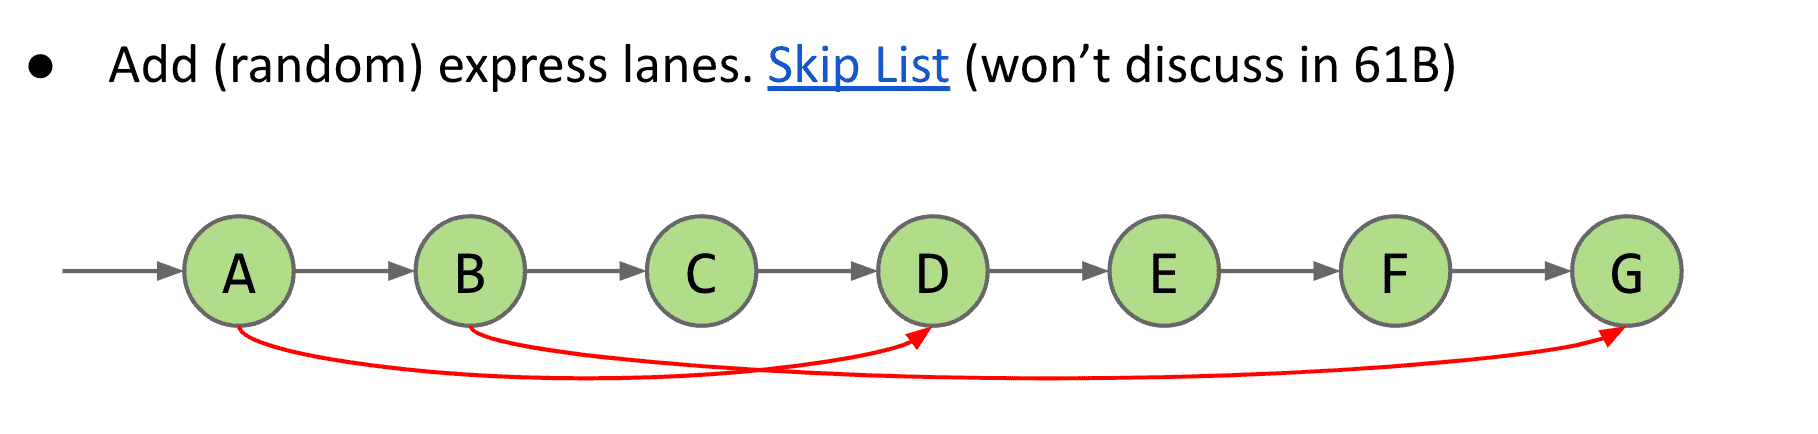 ● Add (random) express lanes. Skip List (won’t discuss in 61B)
A B C D E F G